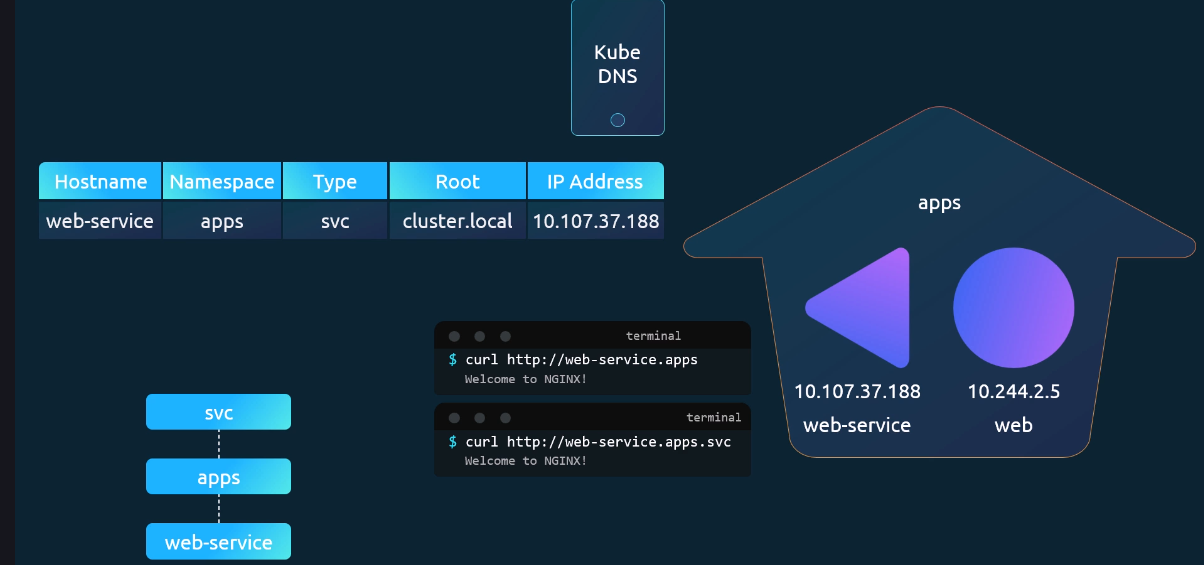 Kube
DNS
Hostname Namespace Type Root IP Address
web-service apps svc cluster.local 10.107.37.188
apps
10.107.37.188 10.244.2.5
web-service web
terminal
$ curl http://web-service.apps
Welcome to NGINX!
terminal
$ curl http://web-service.apps.svc
Welcome to NGINX!
svc
apps
web-service